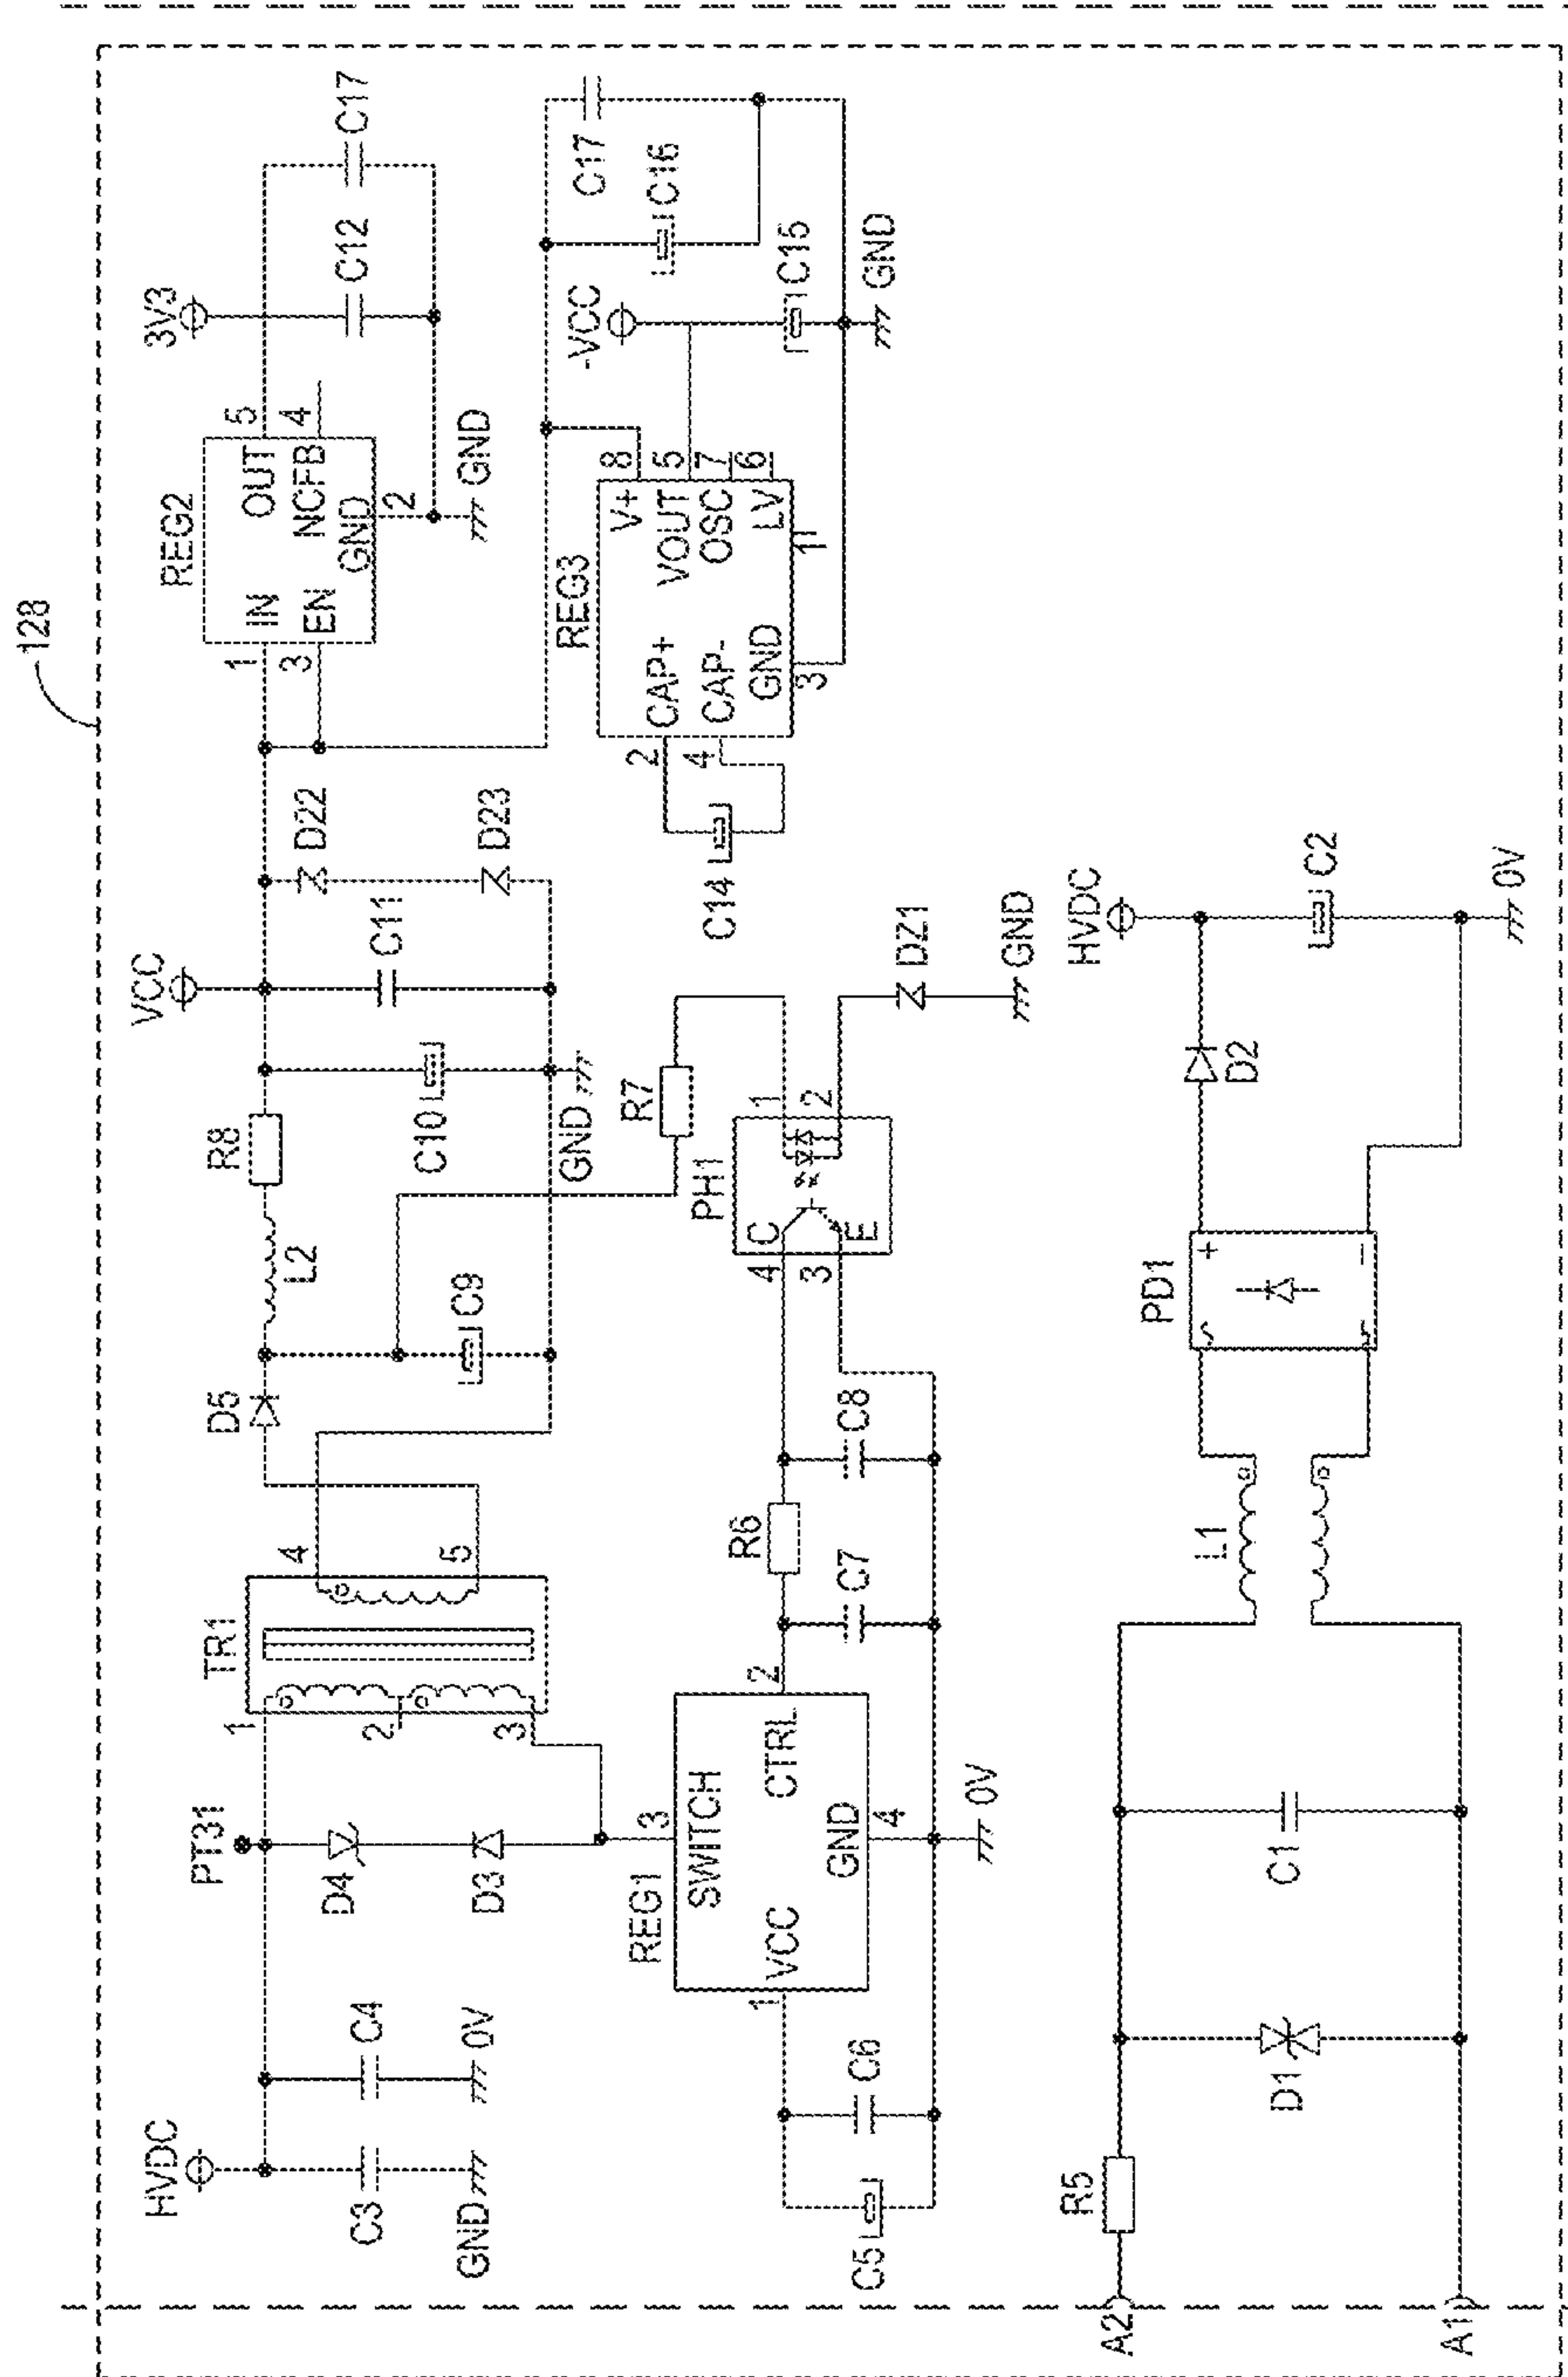 128
HVDC
C3
GND
C4
0V
PT31
D4
D3
TR1
1
2
3
4
5
D5
C9
L2
R8
C10
GND
VCC
C11
D22
D23
REG2
1
IN
3
EN
OUT
5
NCFB
4
GND
2
3V3
C12
C17
GND
REG1
SWITCH
3
VCC
1
CTRL
2
GND
4
0V
C5
C6
C7
R6
C8
PH1
C
4
E
3
1
2
R7
DZ1
GND
C14
REG3
2
CAP+
4
CAP-
GND
3
V+
8
VOUT
5
OSC
7
LV
6
1
-VCC
C15
GND
C16
C17
A2
A1
R5
D1
C1
L1
PD1
+
−
D2
HVDC
C2
0V